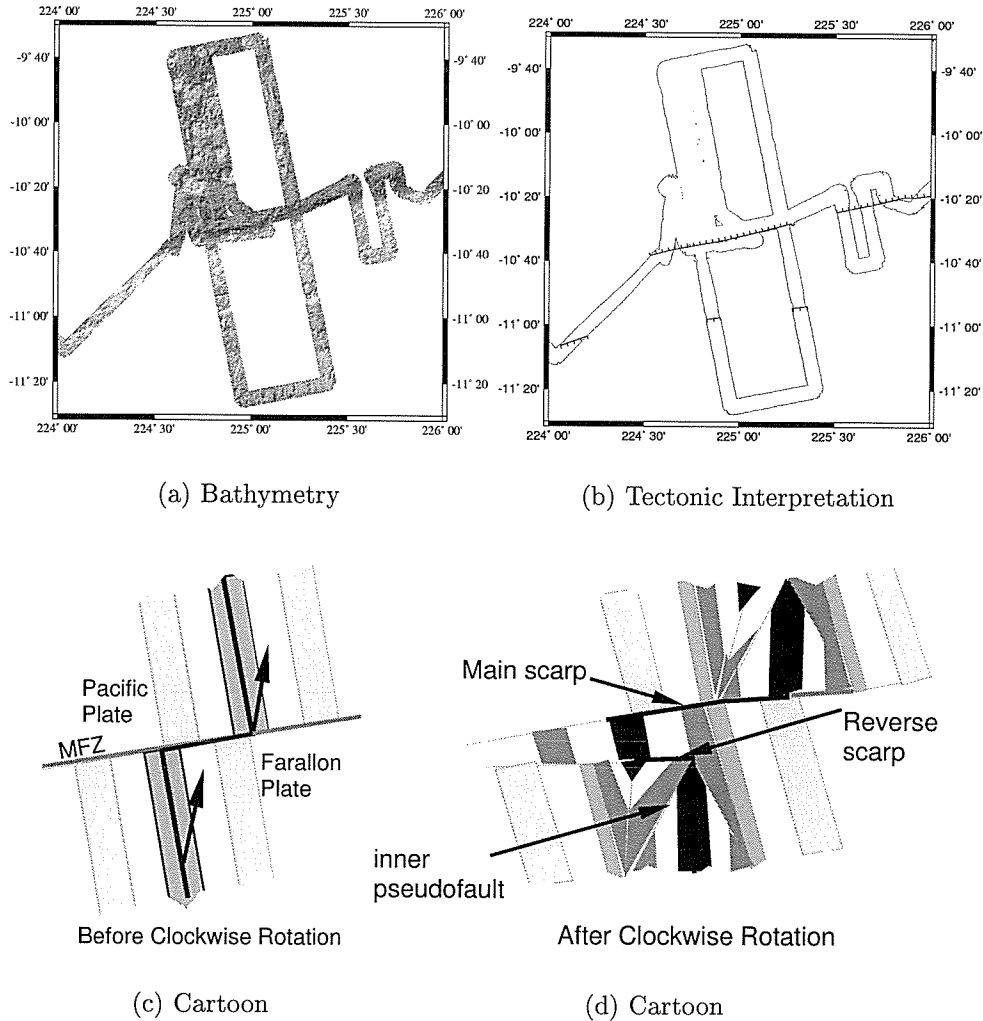 224° 00' 224° 30' 225° 00' 225° 30' 226° 00'
-9° 40' -9° 40'
-10° 00' -10° 00'
-10° 20' -10° 20'
-10° 40' -10° 40'
-11° 00' -11° 00'
-11° 20' -11° 20'
224° 00' 224° 30' 225° 00' 225° 30' 226° 00'
(a) Bathymetry
224° 00' 224° 30' 225° 00' 225° 30' 226° 00'
-9° 40' -9° 40'
-10° 00' -10° 00'
-10° 20' -10° 20'
-10° 40' -10° 40'
-11° 00' -11° 00'
-11° 20' -11° 20'
224° 00' 224° 30' 225° 00' 225° 30' 226° 00'
(b) Tectonic Interpretation
Pacific
Plate
MFZ
Farallon
Plate
Before Clockwise Rotation
(c) Cartoon
Main scarp
Reverse
scarp
inner
pseudofault
After Clockwise Rotation
(d) Cartoon